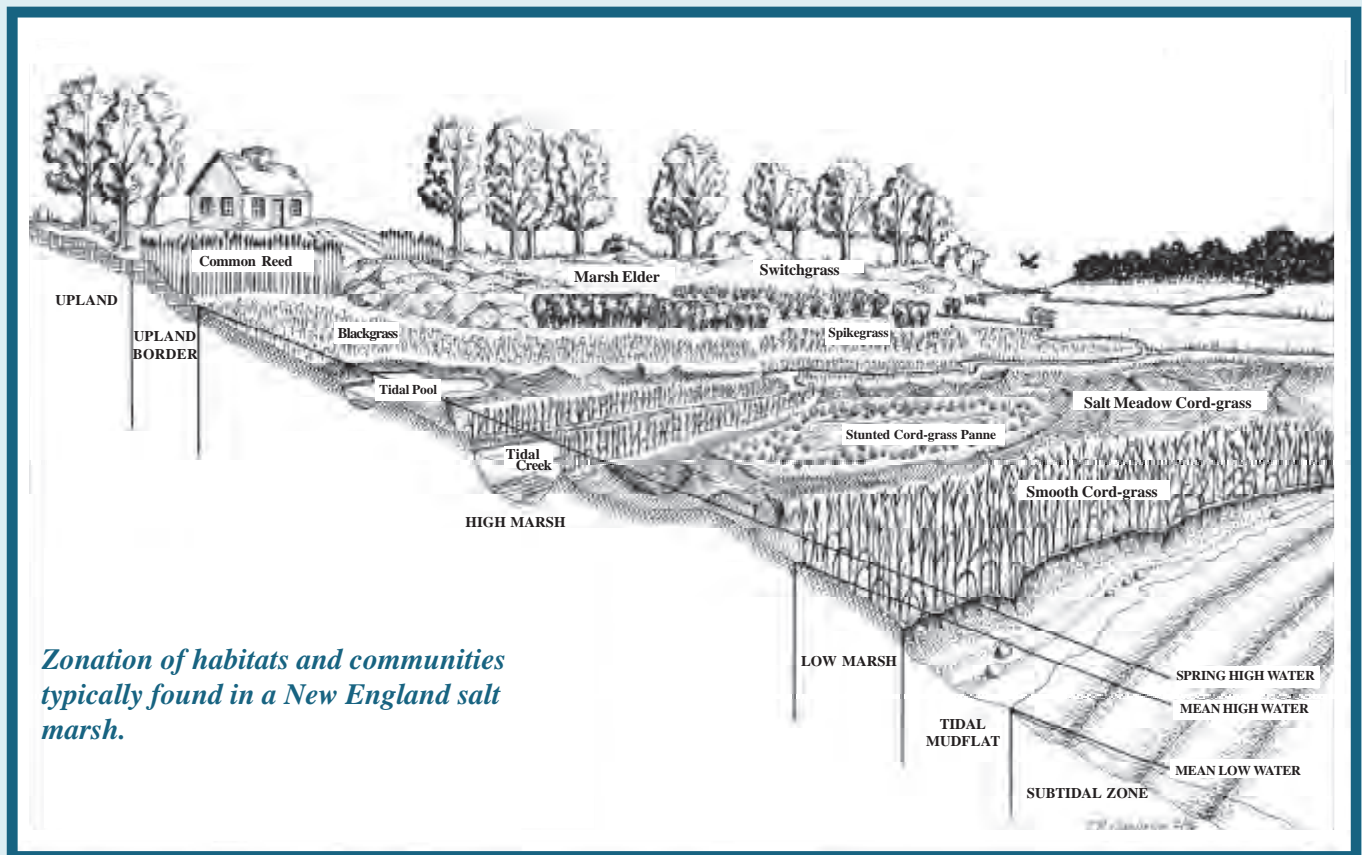 Common Reed
Marsh Elder
Switchgrass
UPLAND
UPLAND
BORDER
Blackgrass
Spikegrass
Tidal Pool
Salt Meadow Cord-grass
Stunted Cord-grass Panne
Tidal
Creek
Smooth Cord-grass
HIGH MARSH
LOW MARSH
SPRING HIGH WATER
MEAN HIGH WATER
TIDAL
MUDFLAT
MEAN LOW WATER
SUBTIDAL ZONE
Zonation of habitats and communities
typically found in a New England salt
marsh.